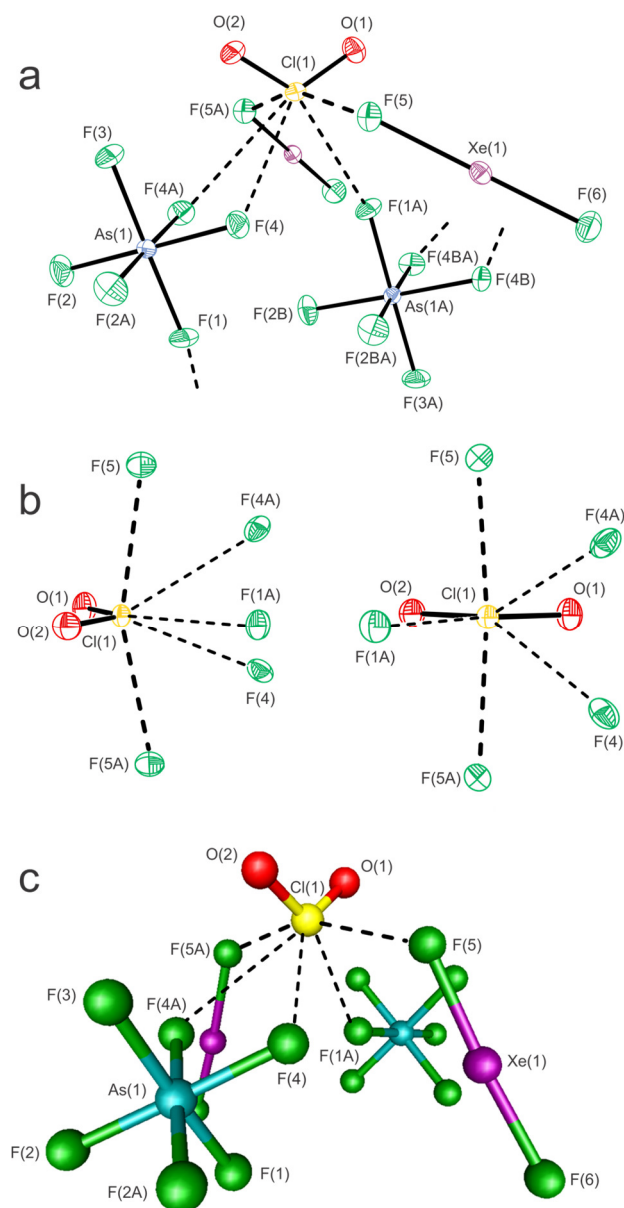 O(2) O(1)
a
Cl(1)
F(5A) F(5)
F(3)
Xe(1)
F(4A)
F(4) F(1A) F(6)
As(1)
F(4BA) F(4B)
F(2)
F(2A) F(1) F(2B) As(1A)
F(2BA)
F(3A)
b
F(5) F(5)
F(4A) F(4A)
O(1) F(1A) O(2) Cl(1) O(1)
O(2) Cl(1)
F(4) F(1A)
F(4)
F(5A) F(5A)
c
O(2) O(1)
Cl(1)
F(5A) F(5)
F(3) F(4A)
F(4) F(1A) Xe(1)
As(1)
F(2) F(1)
F(2A) F(6)